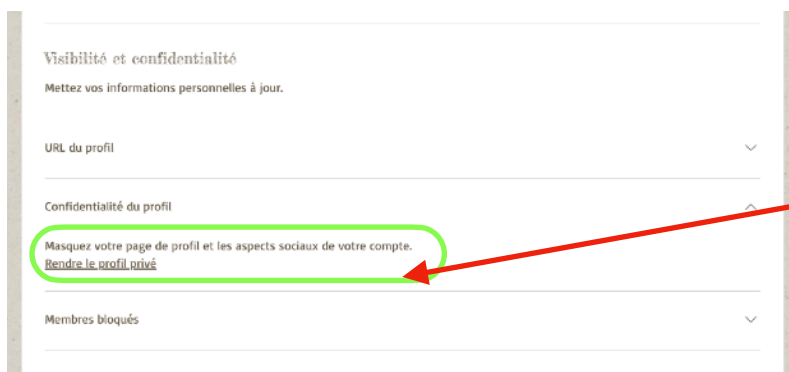 Visibilité et confidentialité
Mettez vos informations personnelles à jour.
URL du profil
Confidentialité du profil
Masquez votre page de profil et les aspects sociaux de votre compte.
Rendre le profil privé
Membres bloqués